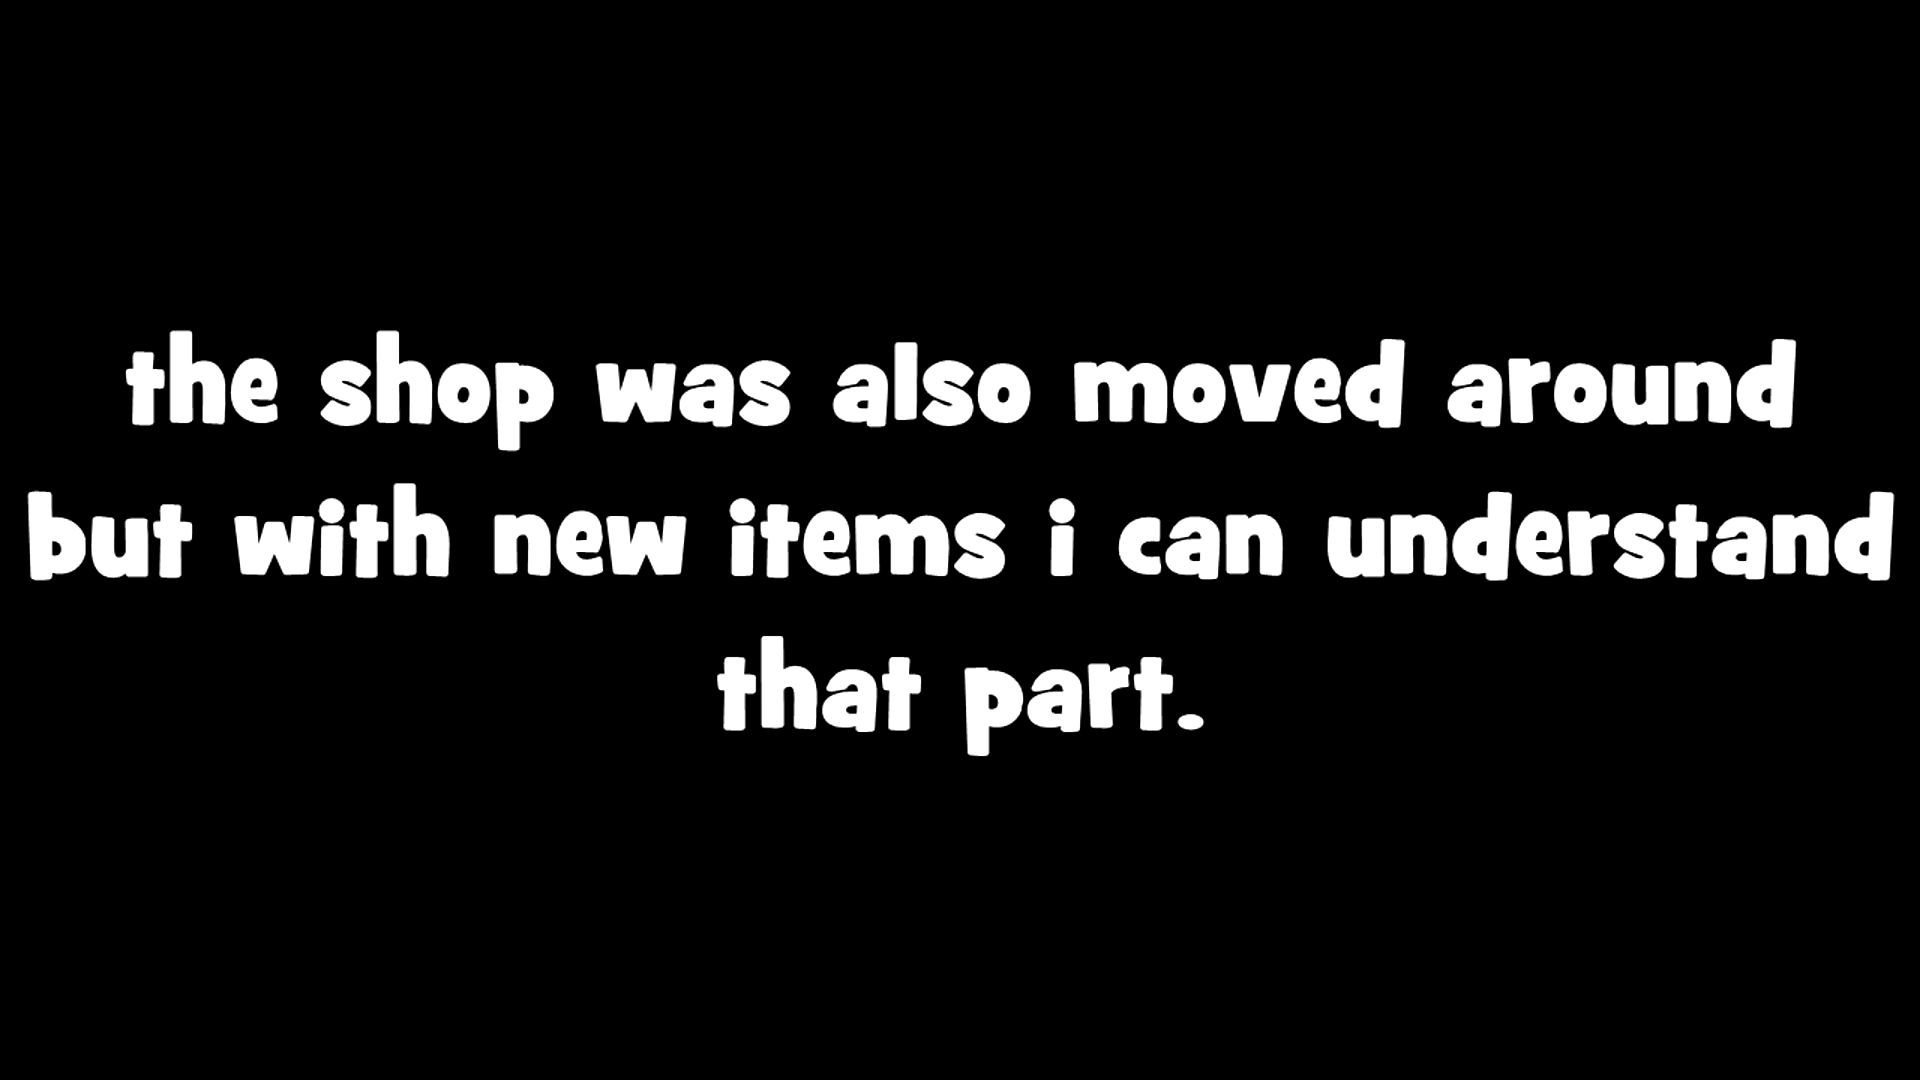 the shop was also moved around
but with new items i can understand
that part.